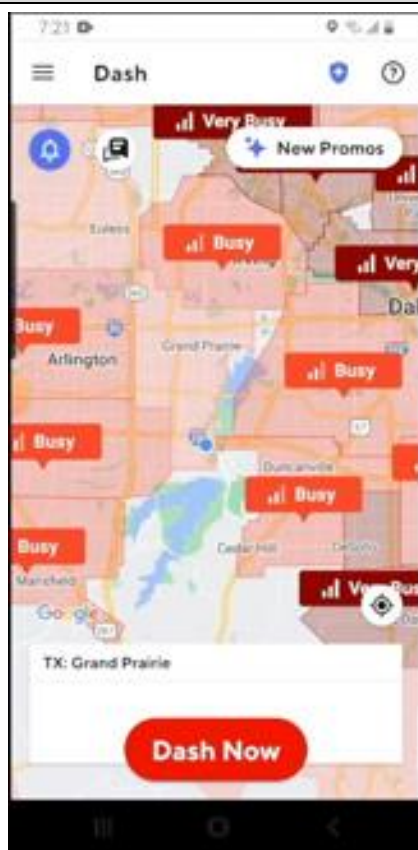 7:21
Dash
Very Busy
New Promos
Euless
Busy
Very
Da
Busy
Arlington
Grand Prairie
Busy
Busy
Duncanville
Busy
Busy
Cedar Hill
DeSoto
Mansfield
Google
TX: Grand Prairie
Dash Now